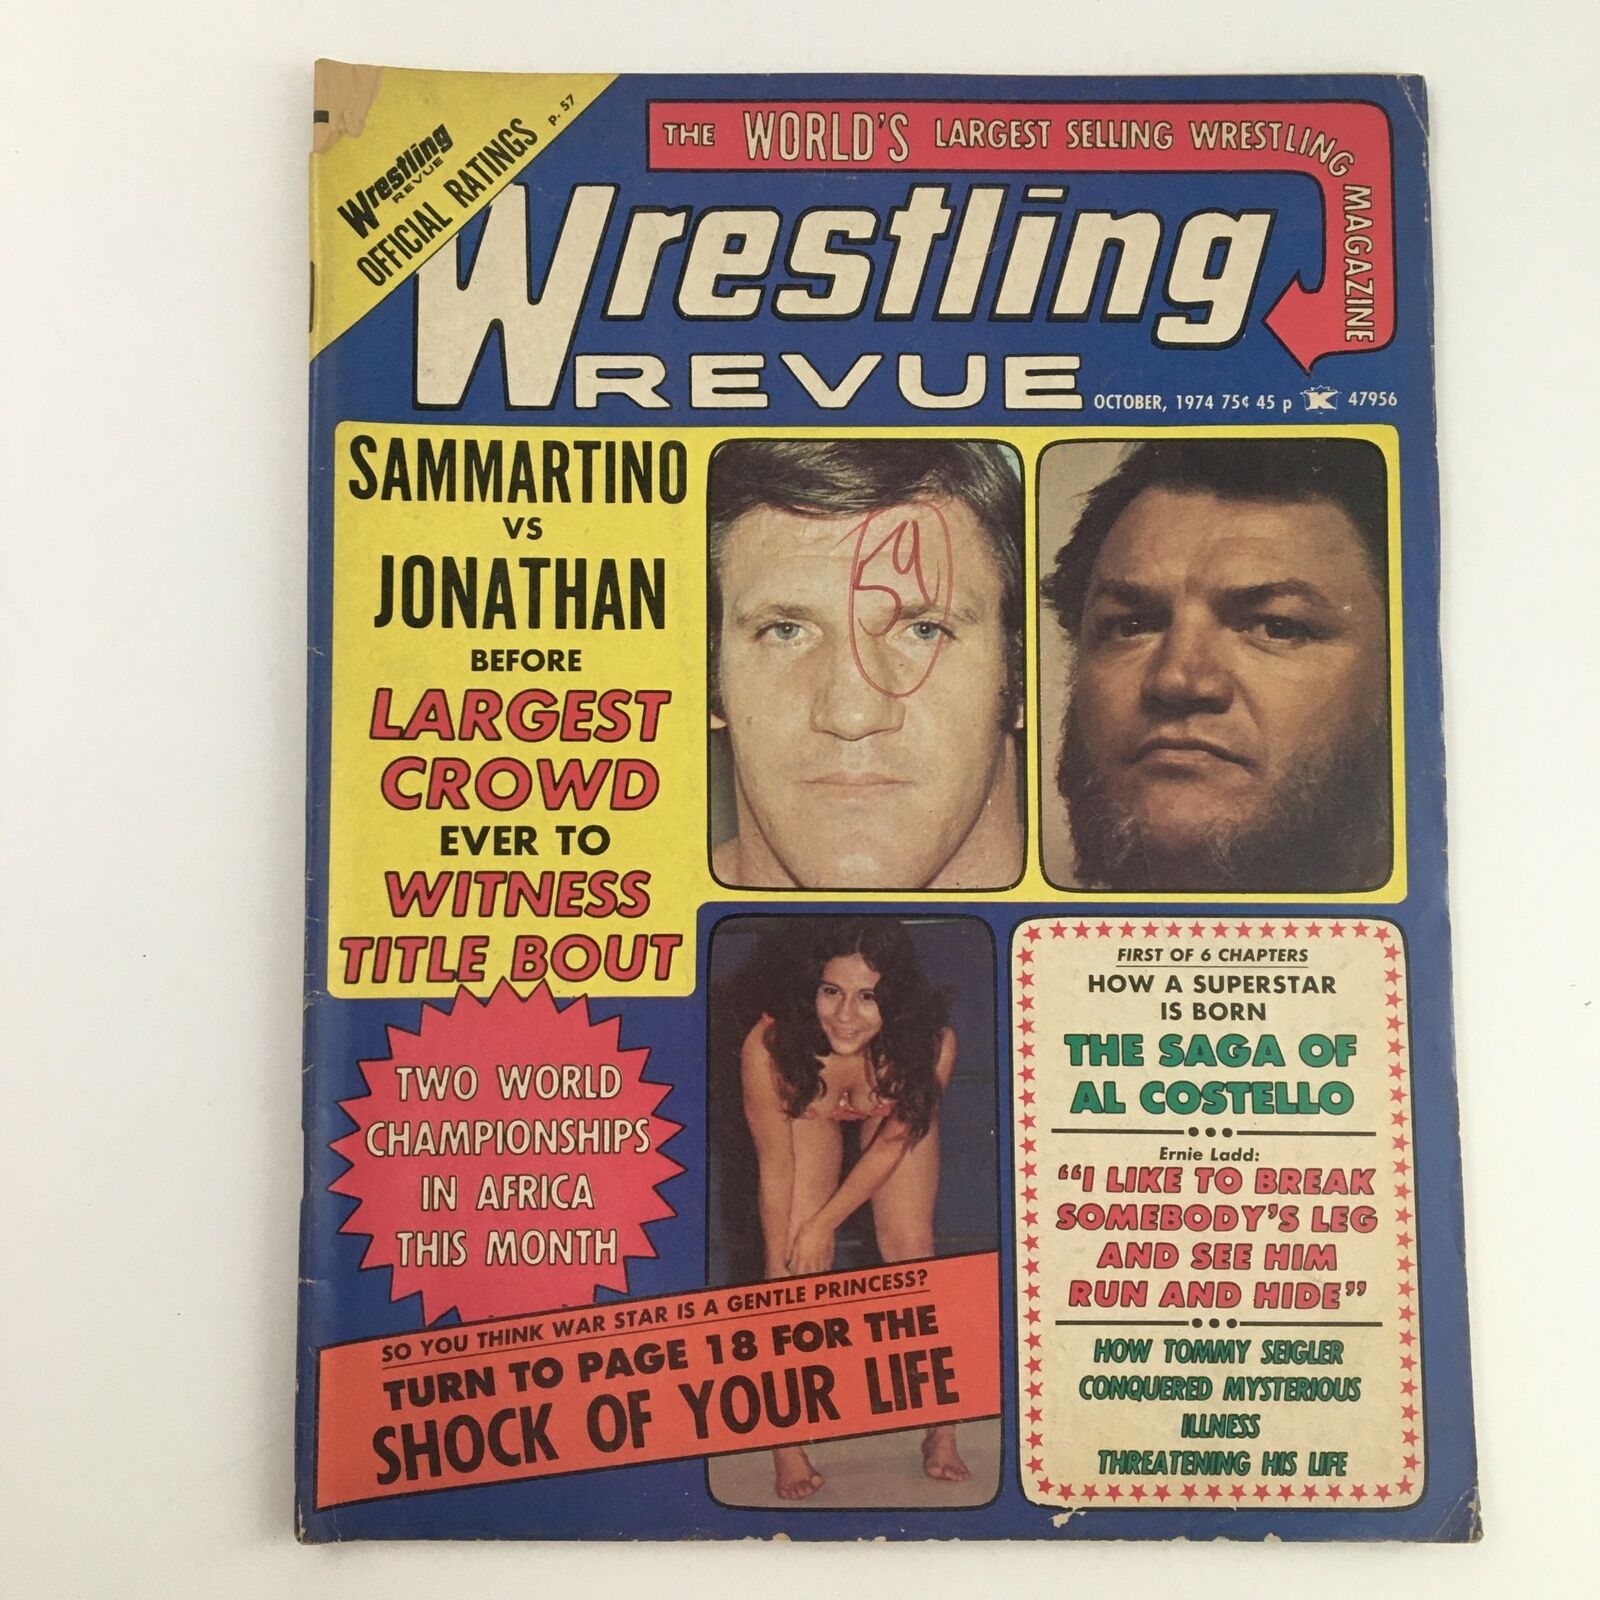 Wrestling
REVUE
OFFICIAL RATINGS p. 57
THE WORLD'S LARGEST SELLING WRESTLING MAGAZINE
Wrestling
REVUE
OCTOBER, 1974 75¢ 45 p K 47956
SAMMARTINO
VS
JONATHAN
BEFORE
LARGEST
CROWD
EVER TO
WITNESS
TITLE BOUT
59
TWO WORLD
CHAMPIONSHIPS
IN AFRICA
THIS MONTH
SO YOU THINK WAR STAR IS A GENTLE PRINCESS?
TURN TO PAGE 18 FOR THE
SHOCK OF YOUR LIFE
FIRST OF 6 CHAPTERS
HOW A SUPERSTAR
IS BORN
THE SAGA OF
AL COSTELLO
Ernie Ladd:
"I LIKE TO BREAK
SOMEBODY'S LEG
AND SEE HIM
RUN AND HIDE"
HOW TOMMY SEIGLER
CONQUERED MYSTERIOUS
ILLNESS
THREATENING HIS LIFE